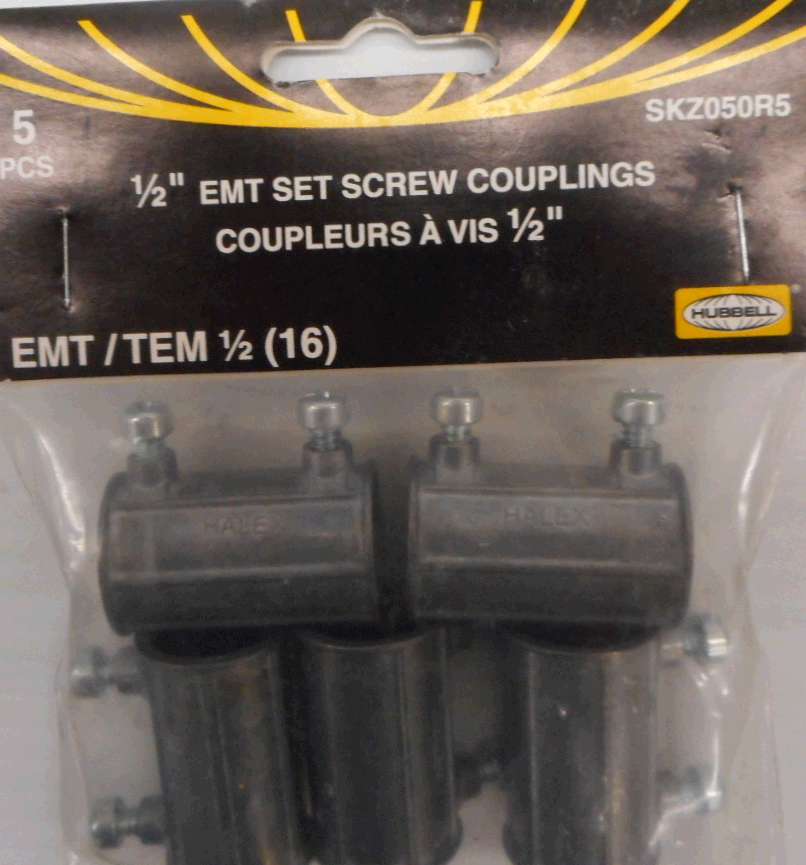 5
PCS
SKZ050R5
½" EMT SET SCREW COUPLINGS
COUPLEURS À VIS ½"
HUBBELL
®
EMT / TEM ½ (16)
HALEX
HALEX